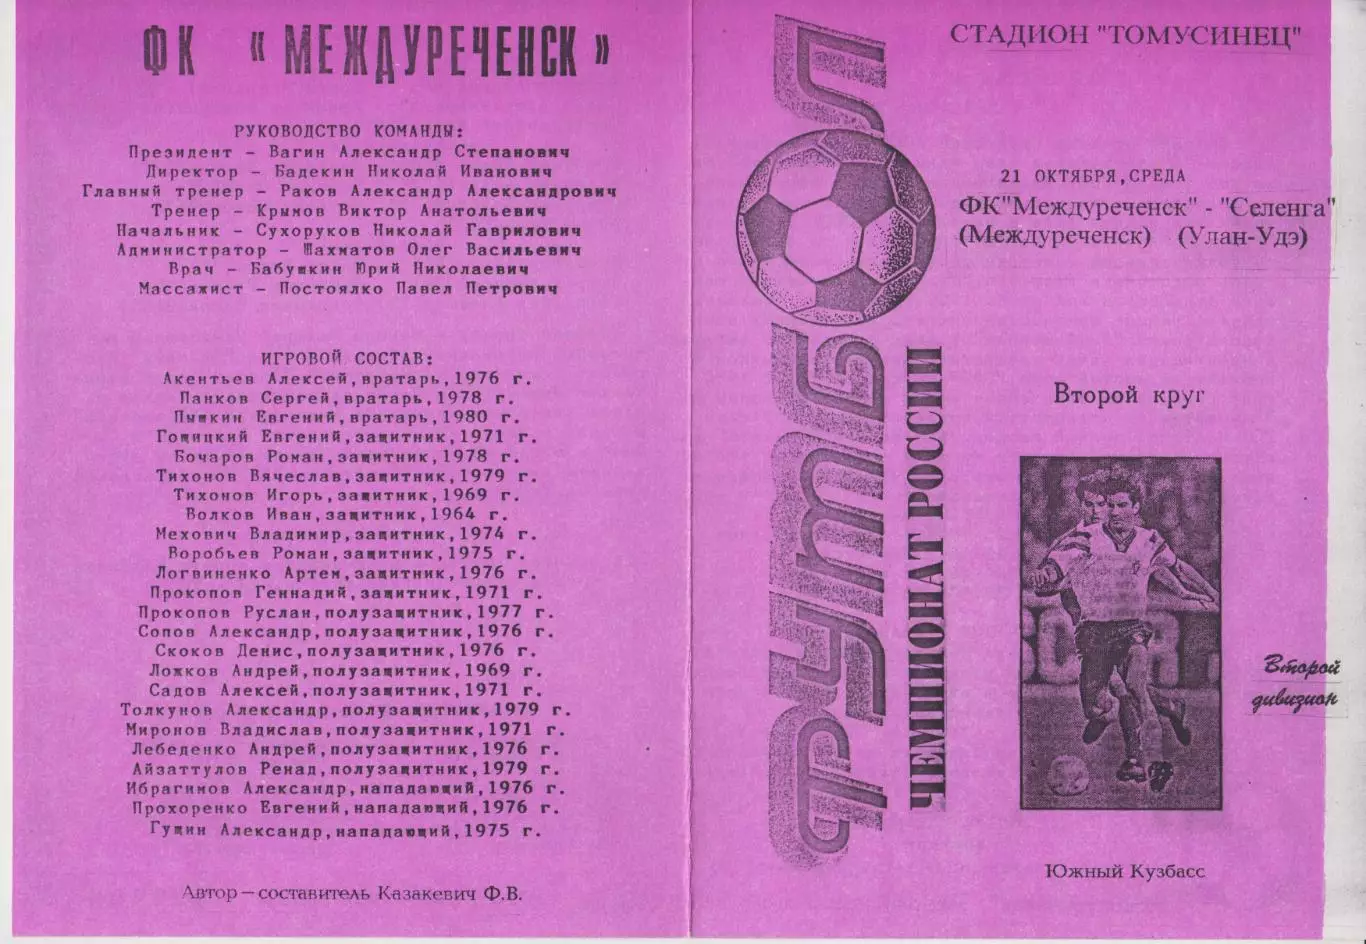 ФК "МЕЖДУРЕЧЕНСК"
РУКОВОДСТВО КОМАНДЫ:
Президент - Вагин Александр Степанович
Директор - Бадекин Николай Иванович
Главный тренер - Раков Александр Александрович
Тренер - Крымов Виктор Анатольевич
Начальник - Сухоруков Николай Гаврилович
Администратор - Шахматов Олег Васильевич
Врач - Бабушкин Юрий Николаевич
Массажист - Постоялко Павел Петрович
ИГРОВОЙ СОСТАВ:
Акентьев Алексей,вратарь,1976 г.
Панков Сергей,вратарь,1978 г.
Пышкин Евгений,вратарь,1980 г.
Гощицкий Евгений,защитник,1971 г.
Бочаров Роман,защитник,1978 г.
Тихонов Вячеслав,защитник,1979 г.
Тихонов Игорь,защитник,1969 г.
Волков Иван,защитник,1964 г.
Мехович Владимир,защитник,1974 г.
Воробьев Роман,защитник,1975 г.
Логвиненко Артем,защитник,1976 г.
Прокопов Геннадий,защитник,1971 г.
Прокопов Руслан,полузащитник,1977 г.
Сопов Александр,полузащитник,1976 г.
Скоков Денис,полузащитник,1976 г.
Ложков Андрей,полузащитник,1969 г.
Садов Алексей,полузащитник,1971 г.
Толкунов Александр,полузащитник,1979 г.
Миронов Владислав,полузащитник,1971 г.
Лебеденко Андрей,полузащитник,1976 г.
Айзаттулов Ренад,полузащитник,1979 г.
Ибрагимов Александр,нападающий,1976 г.
Прохоренко Евгений,нападающий,1976 г.
Гущин Александр,нападающий,1975 г.
Автор-составитель Казакевич Ф.В.
ФУТБОЛ
ЧЕМПИОНАТ РОССИИ
СТАДИОН "ТОМУСИНЕЦ"
21 ОКТЯБРЯ,СРЕДА
ФК"Междуреченск" - "Селенга"
(Междуреченск) (Улан-Удэ)
Второй круг
Второй
дивизион
Южный Кузбасс